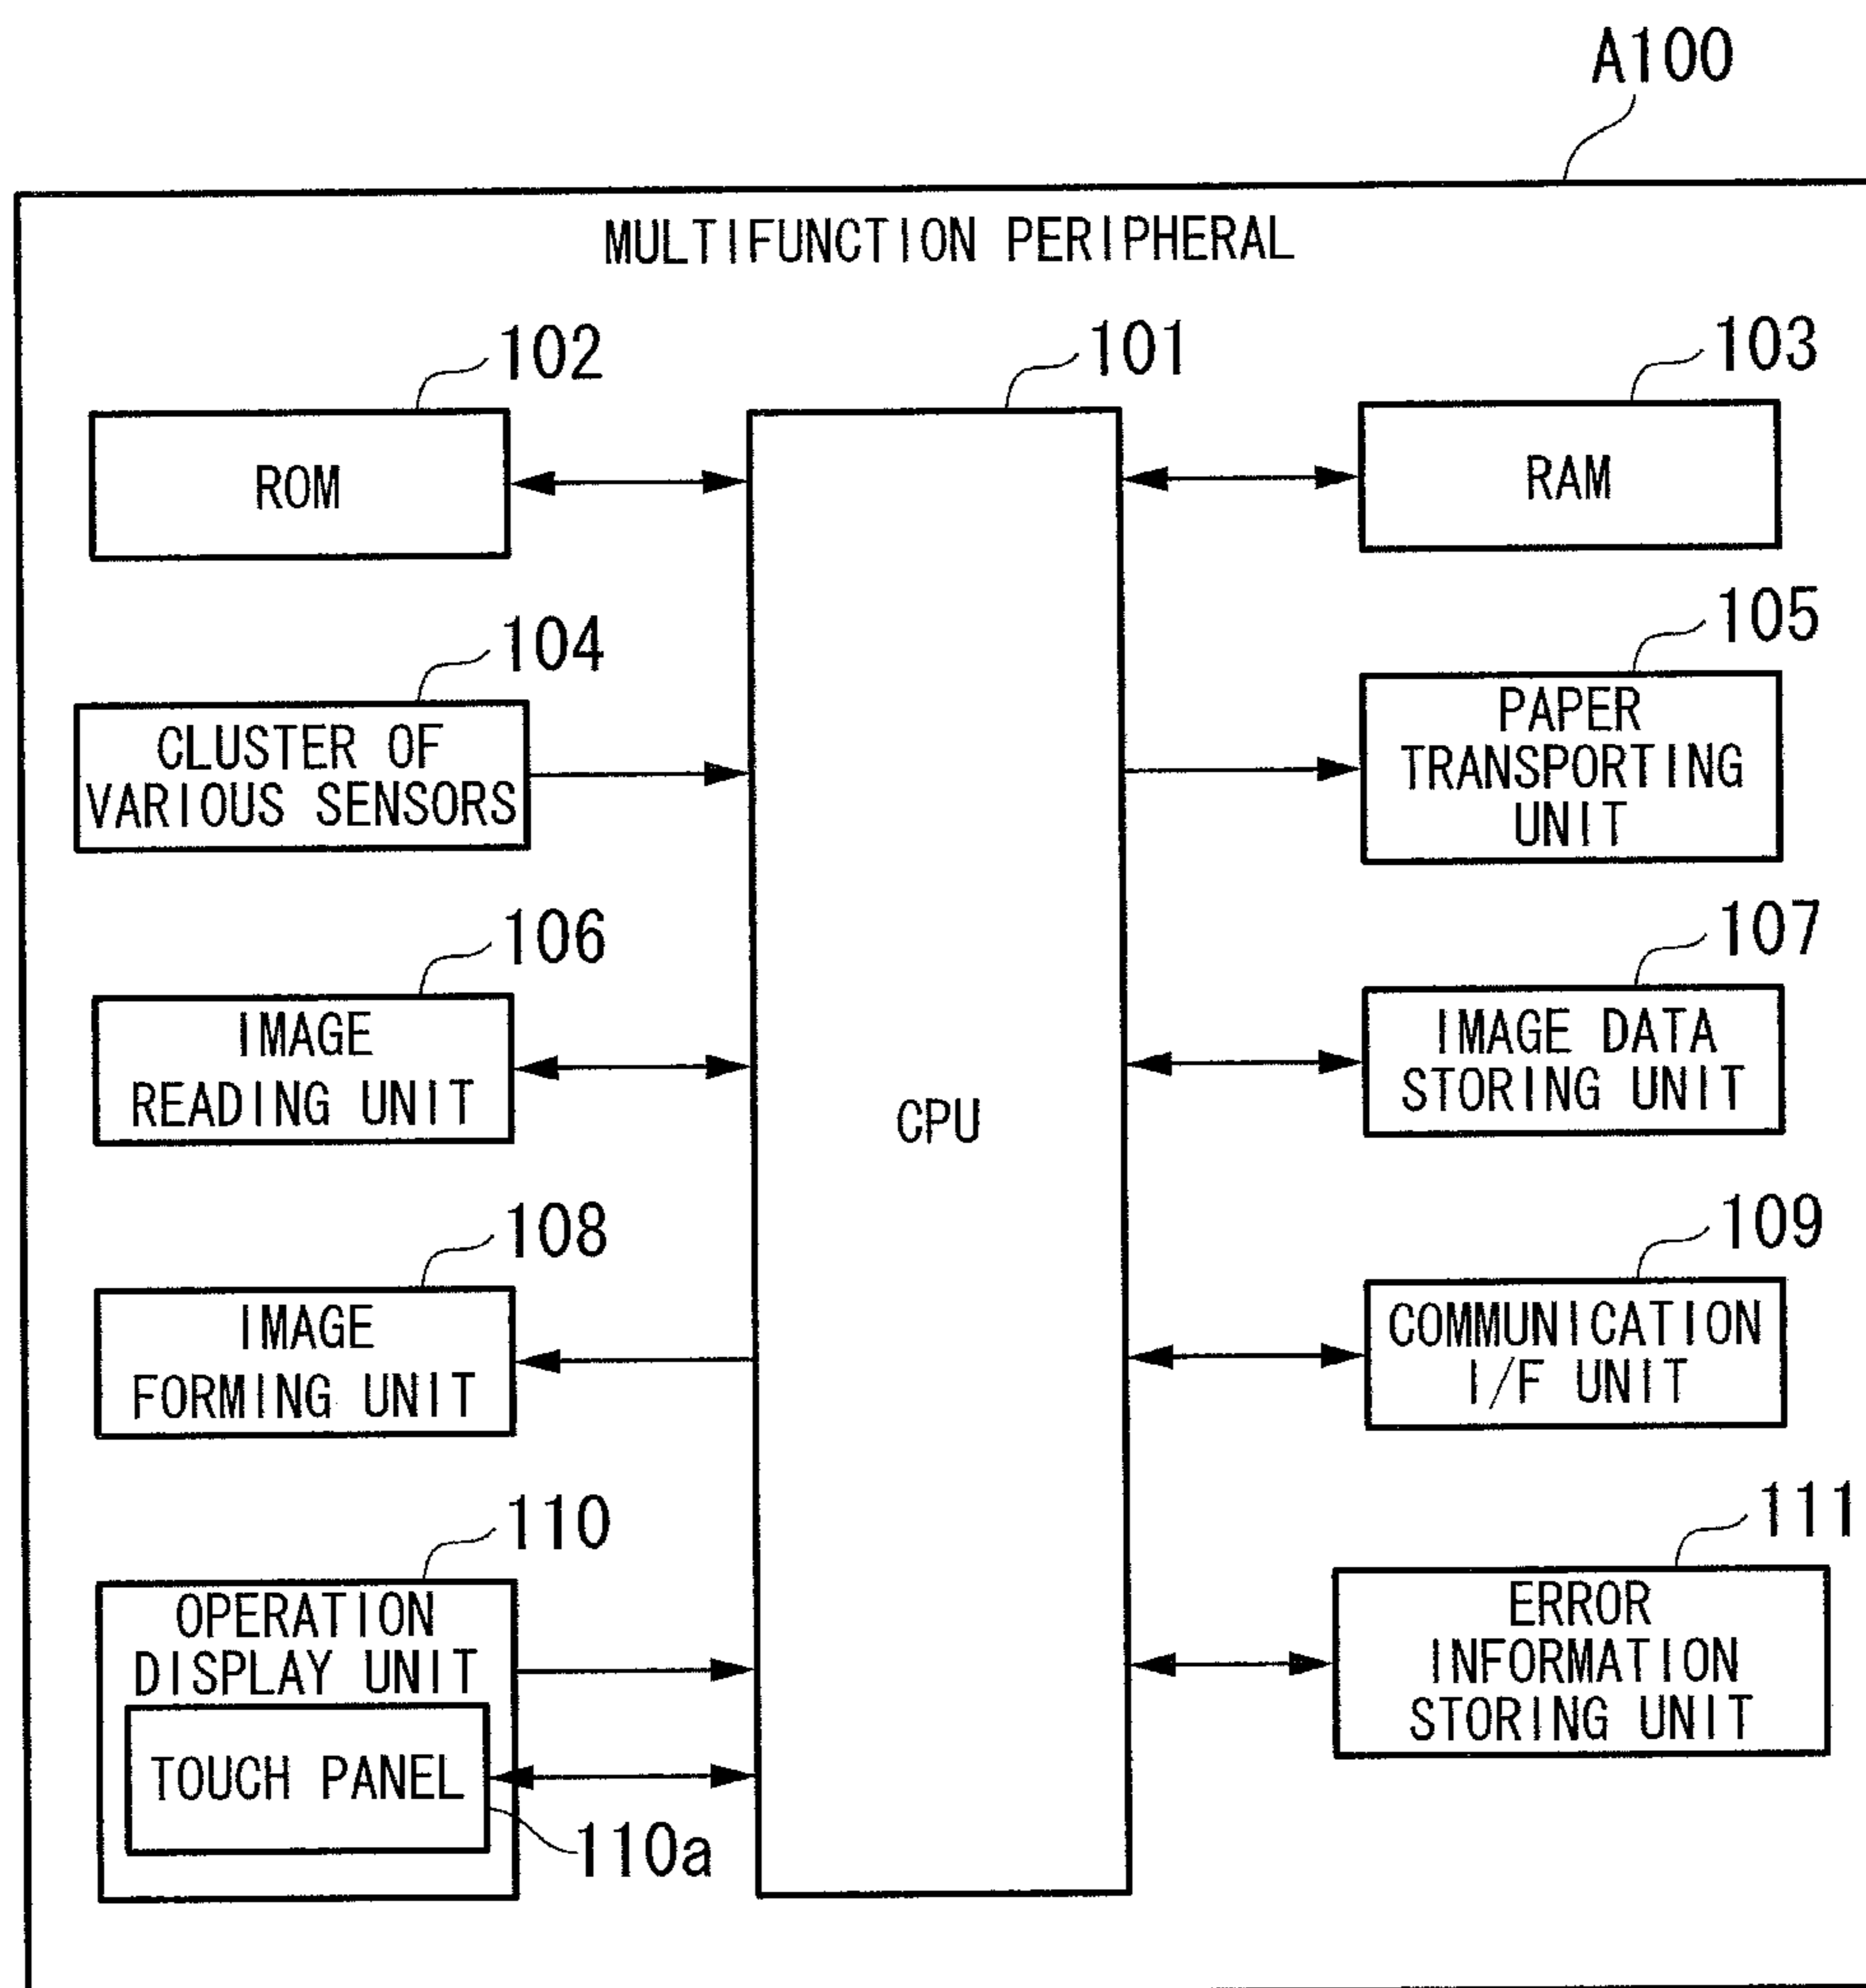 A100
MULTIFUNCTION PERIPHERAL
102
101
103
ROM
RAM
104
105
CLUSTER OF
VARIOUS SENSORS
PAPER
TRANSPORTING
UNIT
106
107
IMAGE
READING UNIT
CPU
IMAGE DATA
STORING UNIT
108
109
IMAGE
FORMING UNIT
COMMUNICATION
I/F UNIT
110
111
OPERATION
DISPLAY UNIT
ERROR
INFORMATION
STORING UNIT
TOUCH PANEL
110a